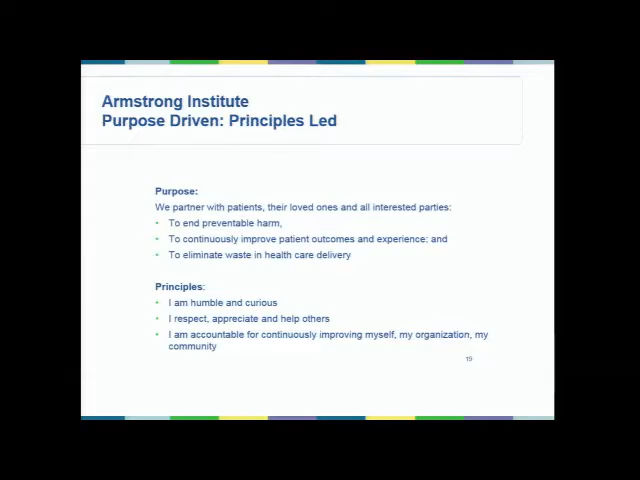 Armstrong Institute
Purpose Driven: Principles Led
Purpose:
We partner with patients, their loved ones and all interested parties:
• To end preventable harm,
• To continuously improve patient outcomes and experience: and
• To eliminate waste in health care delivery
Principles:
• I am humble and curious
• I respect, appreciate and help others
• I am accountable for continuously improving myself, my organization, my
community
19